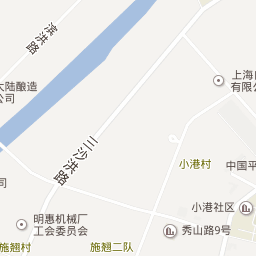 滨洪路
大陆酿造
公司
上海
有限公
三沙洪路
小港村
中国平
司
小港社区
明惠机械厂
工会委员会
秀山路9号
施翘村
施翘二队